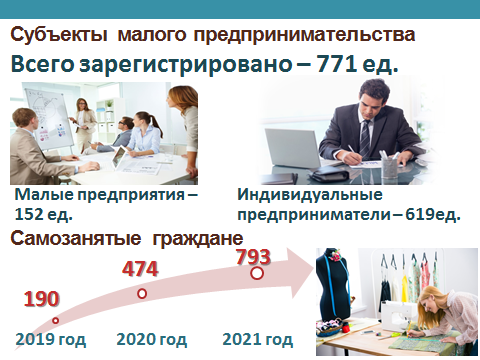 Субъекты малого предпринимательства
Всего зарегистрировано – 771 ед.
Малые предприятия –
152 ед.
Индивидуальные
предприниматели – 619ед.
Самозанятые граждане
190
474
793
2019 год
2020 год
2021 год